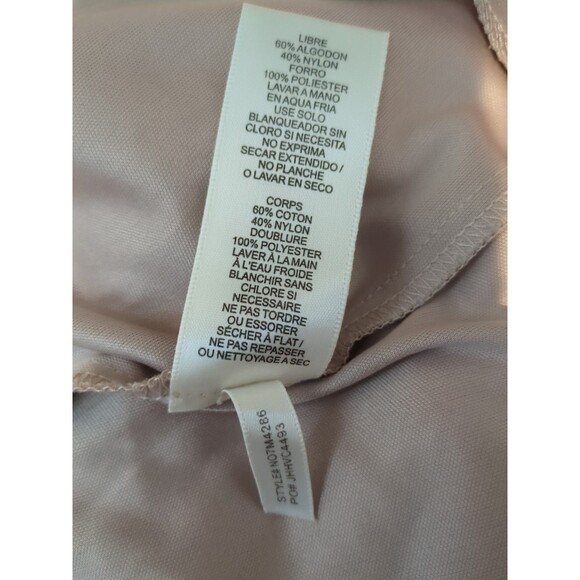 LIBRE
60% ALGODON
40% NYLON
FORRO
100% POLIESTER
LAVAR A MANO
EN AQUA FRIA
USE SOLO
BLANQUEADOR SIN
CLORO SI NECESITA
NO EXPRIMA
SECAR EXTENDIDO /
NO PLANCHE
O LAVAR EN SECO
CORPS
60% COTON
40% NYLON
DOUBLURE
100% POLYESTER
LAVER À LA MAIN
À L'EAU FROIDE
BLANCHIR SANS
CHLORE SI
NECESSAIRE
NE PAS TORDRE
OU ESSORER
SÉCHER À FLAT /
NE PAS REPASSER
OU NETTOYAGE A SEC
STYLE# NO7M4286
PO# JHHVC4493